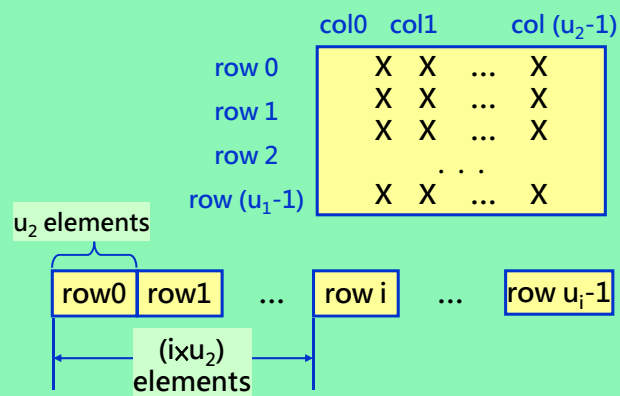 col0 col1 col (u₂-1)
row 0 X X ... X
X X ... X
row 1
X X ... X
row 2 . . .
row (u₁-1) X X ... X
u₂ elements
row0 row1 ... row i ... row uᵢ-1
(i×u₂)
elements